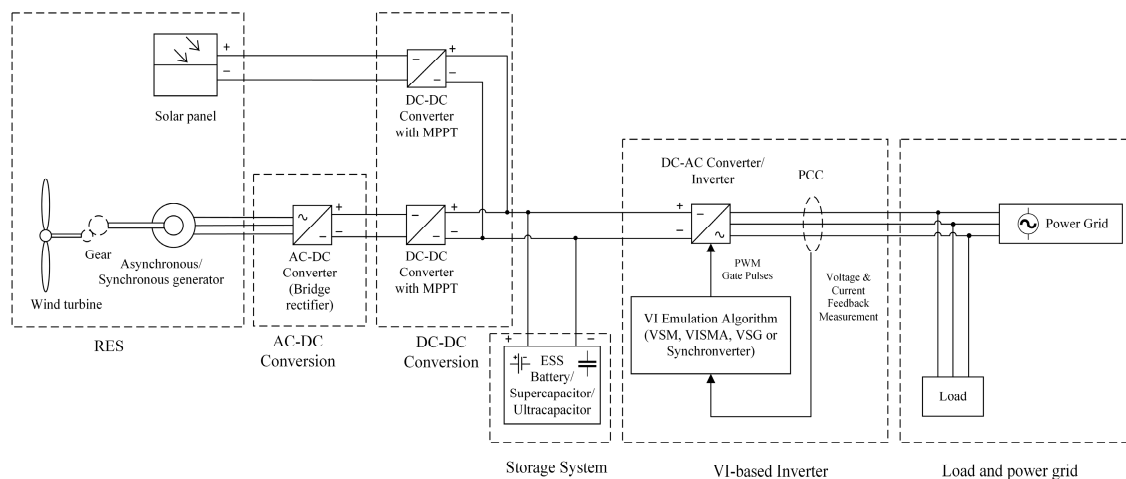 +
−
Solar panel
+
−
DC-DC
Converter
with MPPT
Wind turbine
Gear
Asynchronous/
Synchronous generator
RES
AC-DC
Converter
(Bridge
rectifier)
AC-DC
Conversion
+
−
+
−
DC-DC
Converter
with MPPT
DC-DC
Conversion
+
−
ESS
Battery/
Supercapacitor/
Ultracapacitor
Storage System
DC-AC Converter/
Inverter
+
−
PCC
PWM
Gate Pulses
Voltage &
Current
Feedback
Measurement
VI Emulation Algorithm
(VSM, VISMA, VSG or
Synchronverter)
VI-based Inverter
Power Grid
Load
Load and power grid